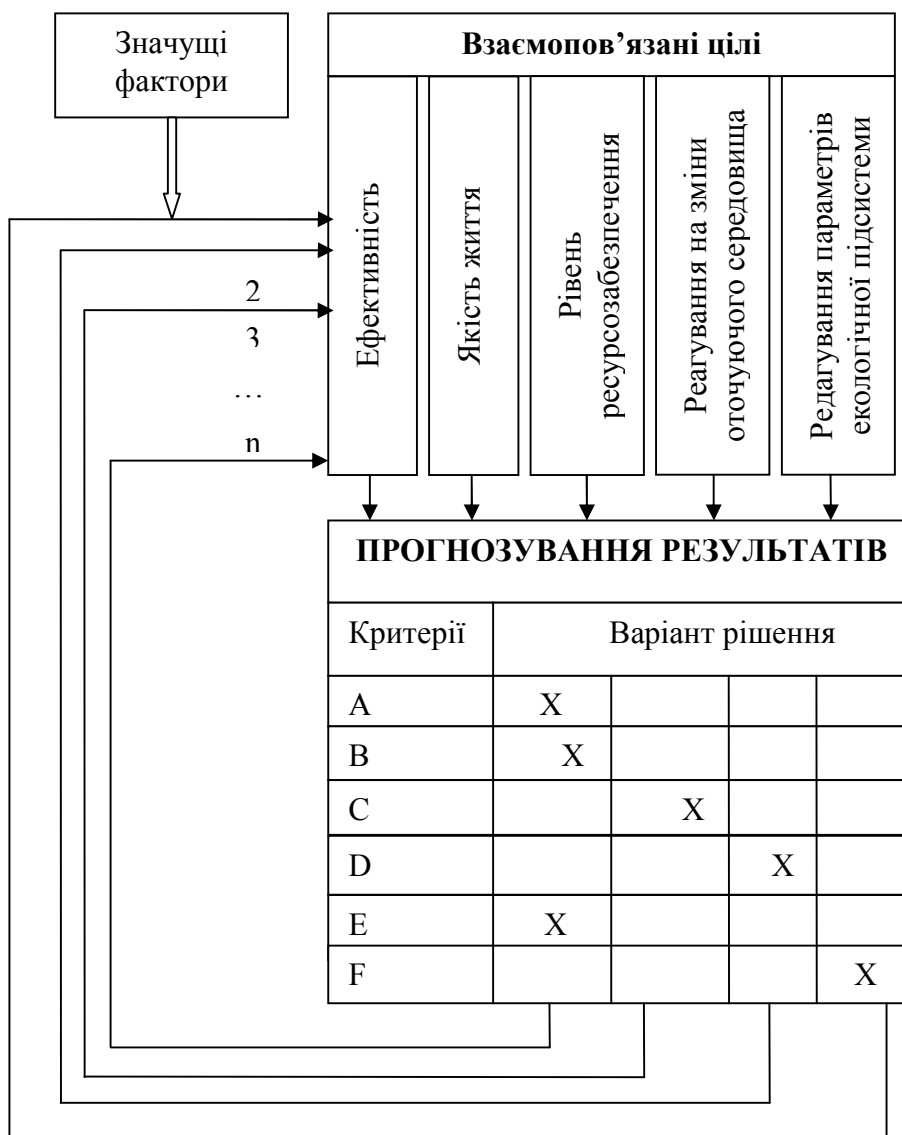 Значущі
фактори
Взаємопов’язані цілі
Ефективність
Якість життя
Рівень
ресурсозабезпечення
Реагування на зміни
оточуючого середовища
Редагування параметрів
екологічної підсистеми
2
3
…
n
ПРОГНОЗУВАННЯ РЕЗУЛЬТАТІВ
Критерії Варіант рішення
A X
B X
C X
D X
E X
F X